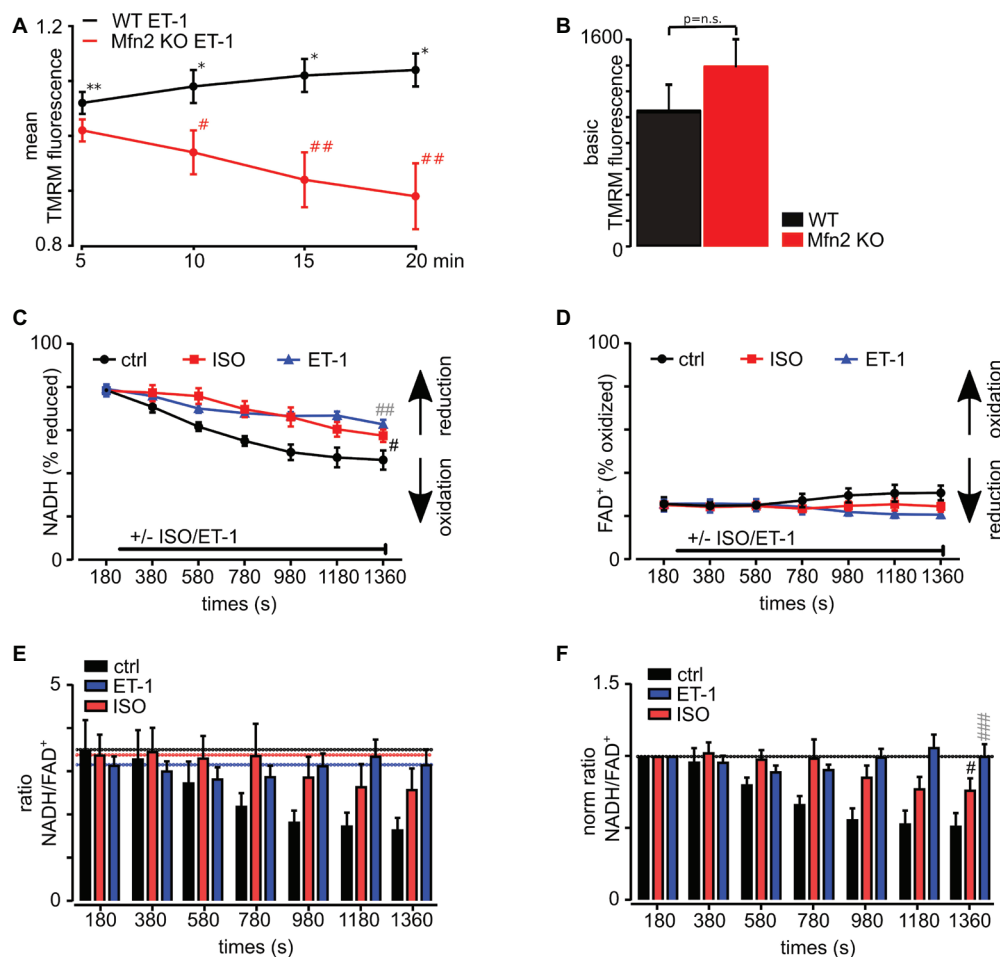 A
1.2
WT ET-1
Mfn2 KO ET-1
mean
TMRM fluorescence
**
*
*
*
#
##
##
0.8
5
10
15
20 min
B
p=n.s.
1600
basic
TMRM fluorescence
0
WT
Mfn2 KO
C
100
ctrl
ISO
ET-1
NADH (% reduced)
##
#
reduction
oxidation
+/- ISO/ET-1
0
180 380 580 780 980 1180 1360
times (s)
D
100
ctrl
ISO
ET-1
FAD+ (% oxidized)
oxidation
reduction
+/- ISO/ET-1
0
180 380 580 780 980 1180 1360
times (s)
E
ctrl
ET-1
ISO
5
ratio
NADH/FAD+
0
180 380 580 780 980 1180 1360
times (s)
F
ctrl
ET-1
ISO
1.5
norm ratio
NADH/FAD+
#
###
0
180 380 580 780 980 1180 1360
times (s)